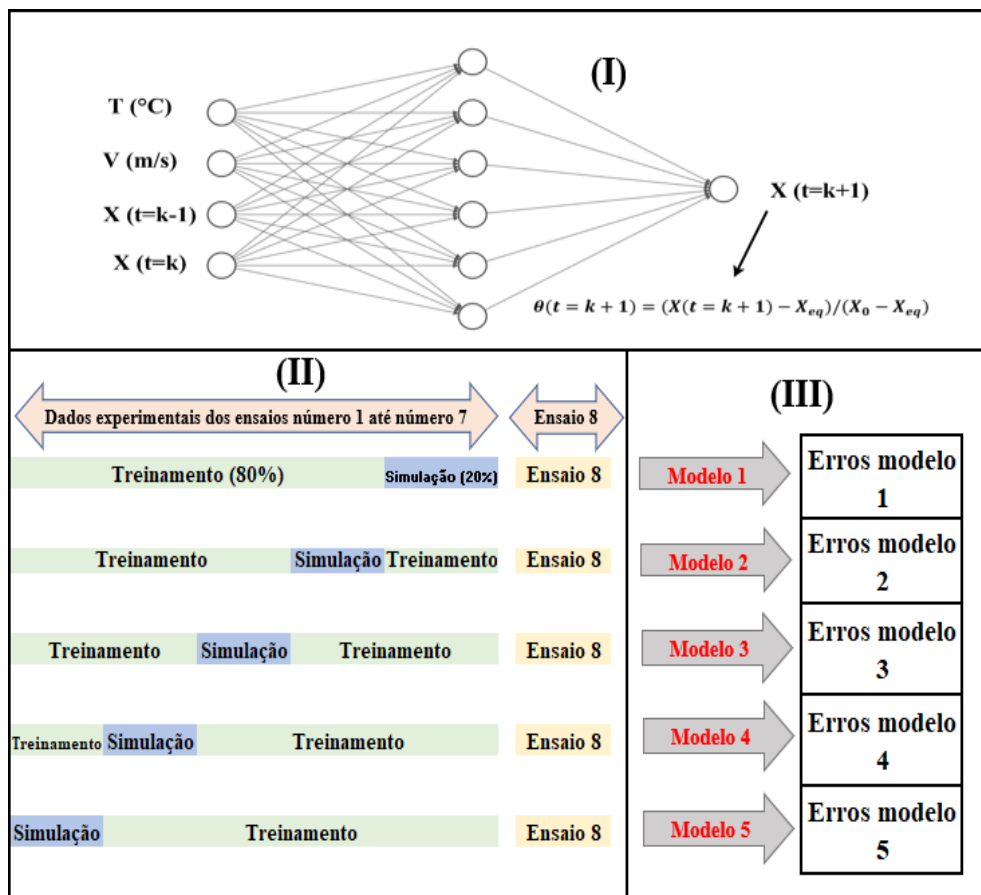 (I)
T (°C)
V (m/s)
X (t=k-1)
X (t=k)
X (t=k+1)
θ(t = k + 1) = (X(t = k + 1) − X_eq)/(X_0 − X_eq)
(II)
Dados experimentais dos ensaios número 1 até número 7
Ensaio 8
Treinamento (80%)
Simulação (20%)
Ensaio 8
Treinamento
Simulação
Treinamento
Ensaio 8
Treinamento
Simulação
Treinamento
Ensaio 8
Treinamento
Simulação
Treinamento
Ensaio 8
Simulação
Treinamento
Ensaio 8
(III)
Modelo 1
Erros modelo
1
Modelo 2
Erros modelo
2
Modelo 3
Erros modelo
3
Modelo 4
Erros modelo
4
Modelo 5
Erros modelo
5